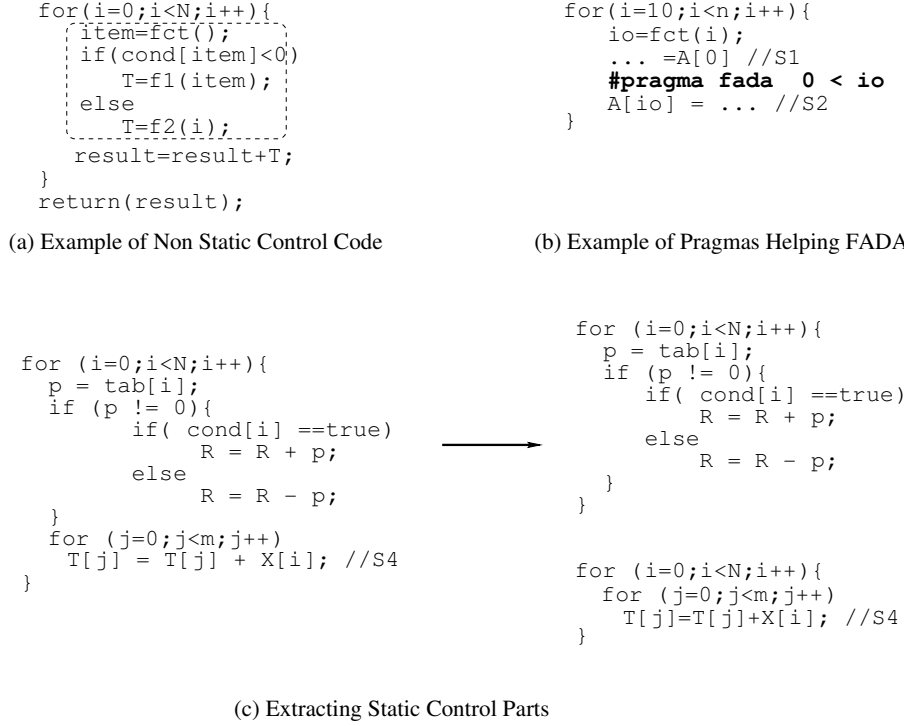 for(i=0;i<N;i++){
item=fct();
if(cond[item]<0)
T=f1(item);
else
T=f2(i);
result=result+T;
}
return(result);
(a) Example of Non Static Control Code
for(i=10;i<n;i++){
io=fct(i);
... =A[0] //S1
#pragma fada 0 < io
A[io] = ... //S2
}
(b) Example of Pragmas Helping FADA
for (i=0;i<N;i++){
p = tab[i];
if (p != 0){
if( cond[i] ==true)
R = R + p;
else
R = R − p;
}
for (j=0;j<m;j++)
T[j] = T[j] + X[i]; //S4
}
for (i=0;i<N;i++){
p = tab[i];
if (p != 0){
if( cond[i] ==true)
R = R + p;
else
R = R − p;
}
}
for (i=0;i<N;i++){
for (j=0;j<m;j++)
T[j]=T[j]+X[i]; //S4
}
(c) Extracting Static Control Parts